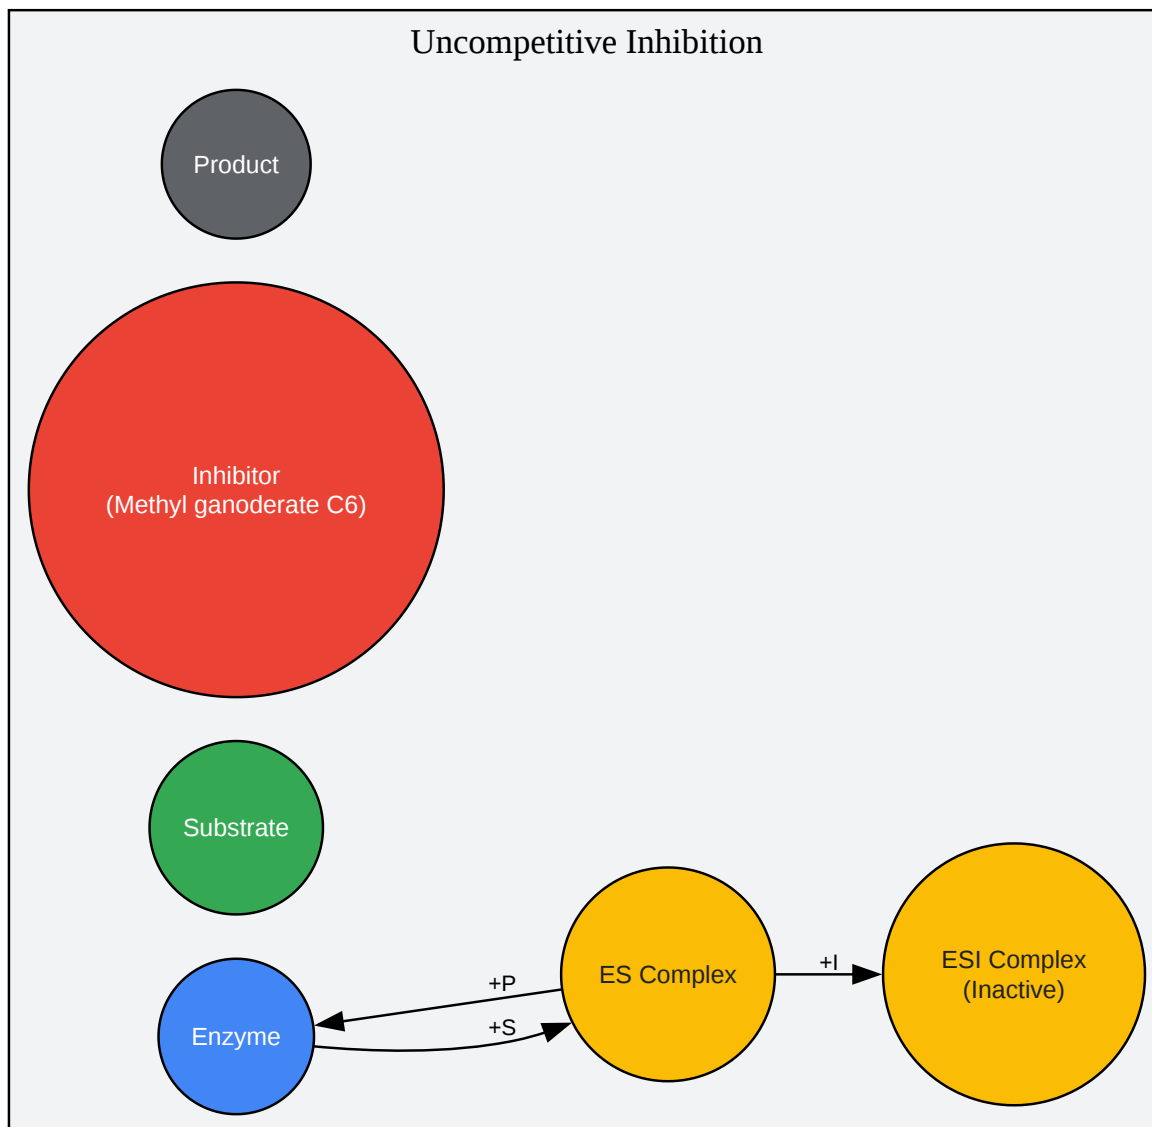 Uncompetitive Inhibition
Product
Inhibitor
(Methyl ganoderate C6)
Substrate
Enzyme
+P
+S
ES Complex
+I
ESI Complex
(Inactive)